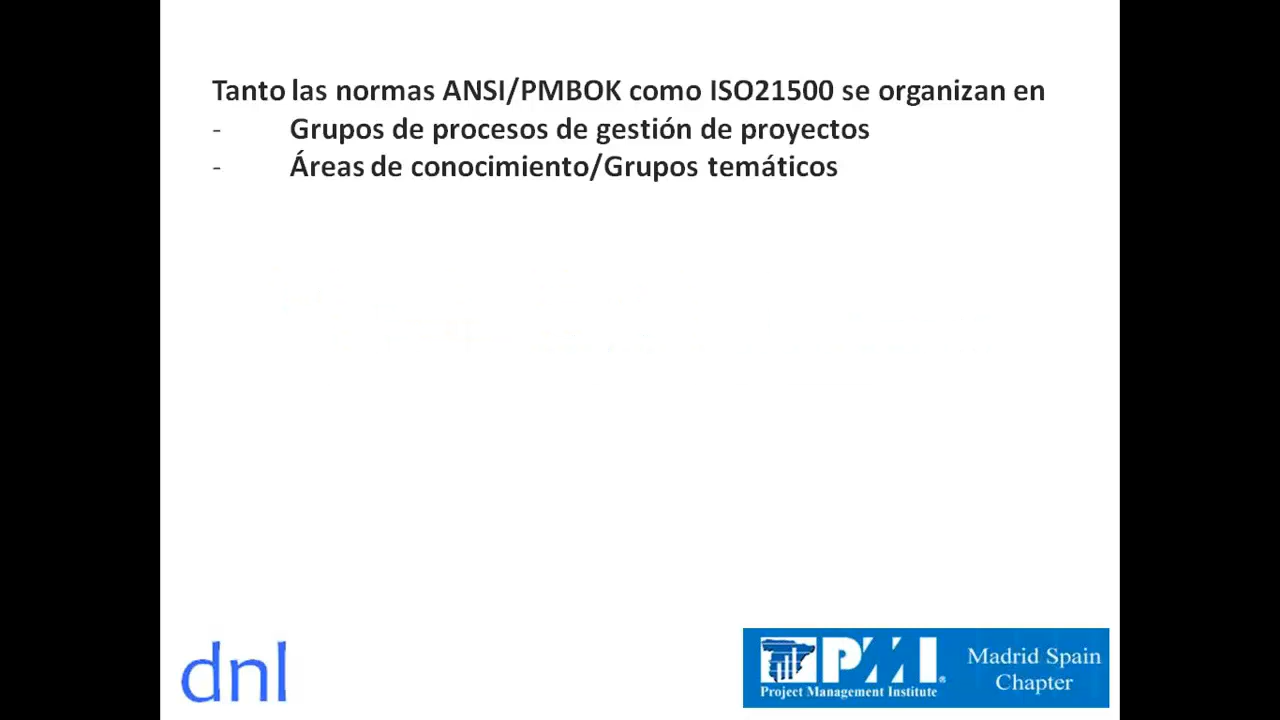 Tanto las normas ANSI/PMBOK como ISO21500 se organizan en
- Grupos de procesos de gestión de proyectos
- Áreas de conocimiento/Grupos temáticos
dnl
PMI®
Project Management Institute
Madrid Spain
Chapter